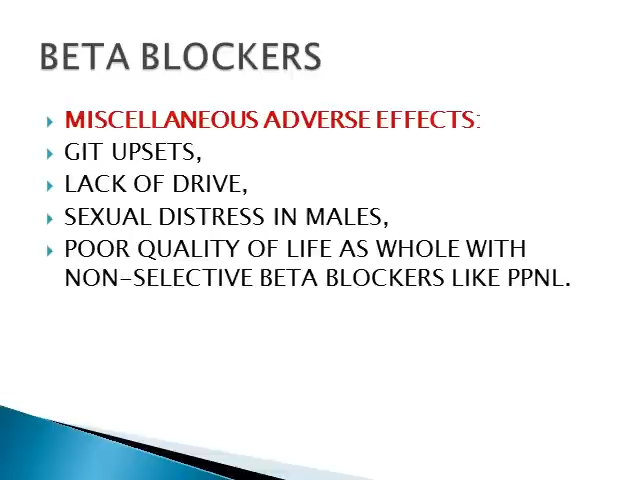 BETA BLOCKERS
MISCELLANEOUS ADVERSE EFFECTS:
GIT UPSETS,
LACK OF DRIVE,
SEXUAL DISTRESS IN MALES,
POOR QUALITY OF LIFE AS WHOLE WITH
NON-SELECTIVE BETA BLOCKERS LIKE PPNL.